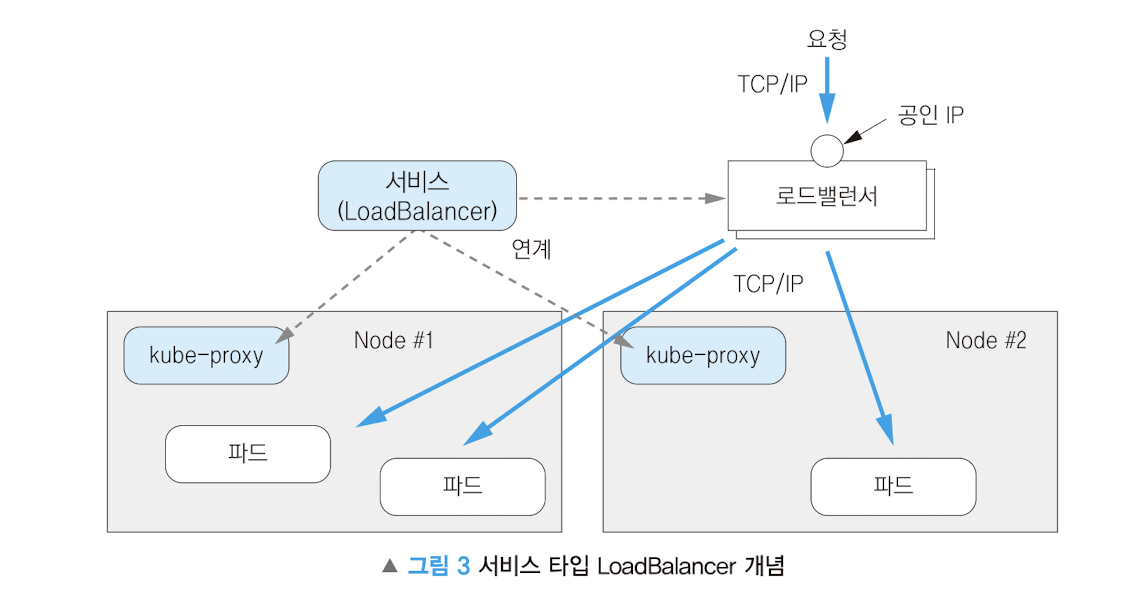 요청
TCP/IP
공인 IP
서비스
(LoadBalancer)
로드밸런서
연계
TCP/IP
kube-proxy
Node #1
kube-proxy
Node #2
파드
파드
파드
▲ 그림 3 서비스 타입 LoadBalancer 개념